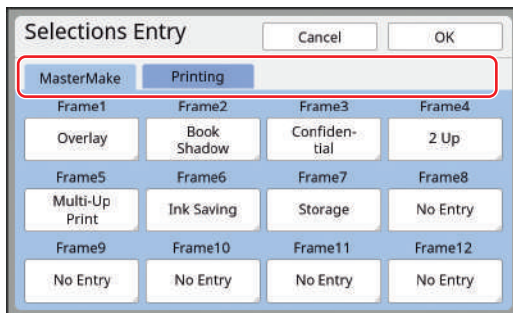 Selections Entry
Cancel
OK
MasterMake
Printing
Frame1
Frame2
Frame3
Frame4
Overlay
Book
Shadow
Confiden-
tial
2 Up
Frame5
Frame6
Frame7
Frame8
Multi-Up
Print
Ink Saving
Storage
No Entry
Frame9
Frame10
Frame11
Frame12
No Entry
No Entry
No Entry
No Entry